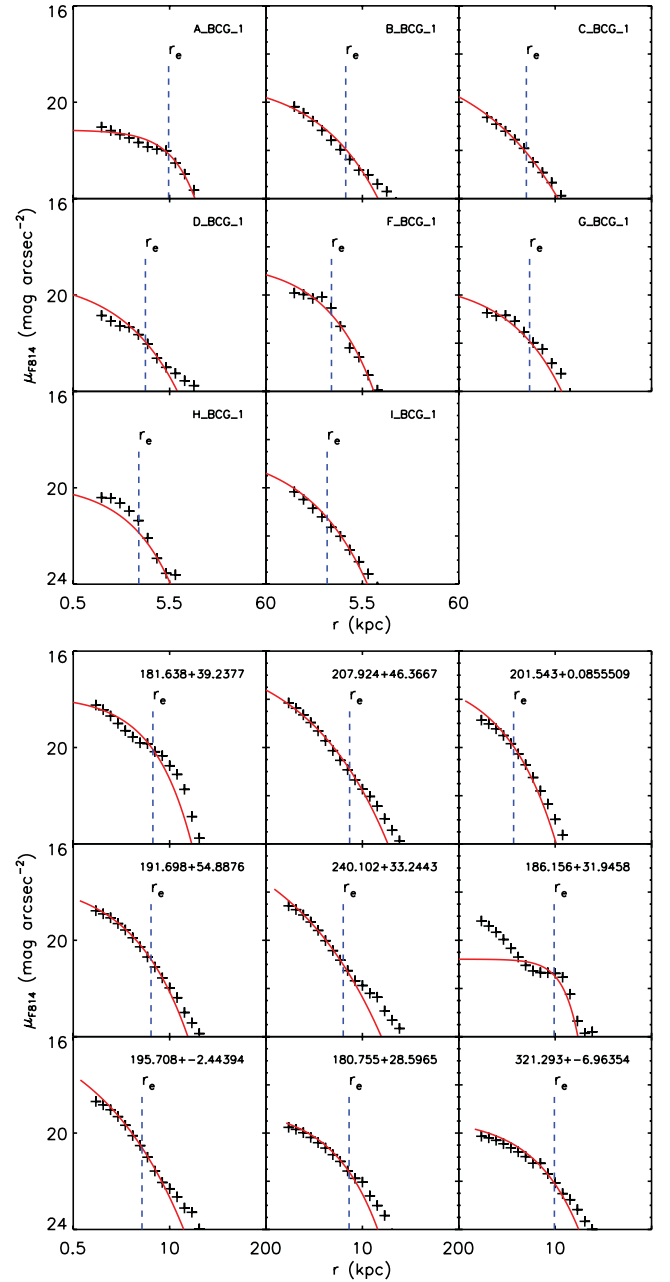 16
A_BCG_1 B_BCG_1 C_BCG_1
r_e r_e r_e
20
16
D_BCG_1 F_BCG_1 G_BCG_1
r_e r_e r_e
20
μ_F814 (mag arcsec⁻²)
16
H_BCG_1 I_BCG_1
r_e r_e
20
24
0.5 5.5 60 5.5 60
r (kpc)
16
181.638+39.2377 207.924+46.3667 201.543+0.0855509
r_e r_e r_e
20
16
191.698+54.8876 240.102+33.2443 186.156+31.9458
r_e r_e r_e
20
μ_F814 (mag arcsec⁻²)
16
195.708+-2.44394 180.755+28.5965 321.293+-6.96354
r_e r_e r_e
20
24
0.5 10 200 10 200 10
r (kpc)